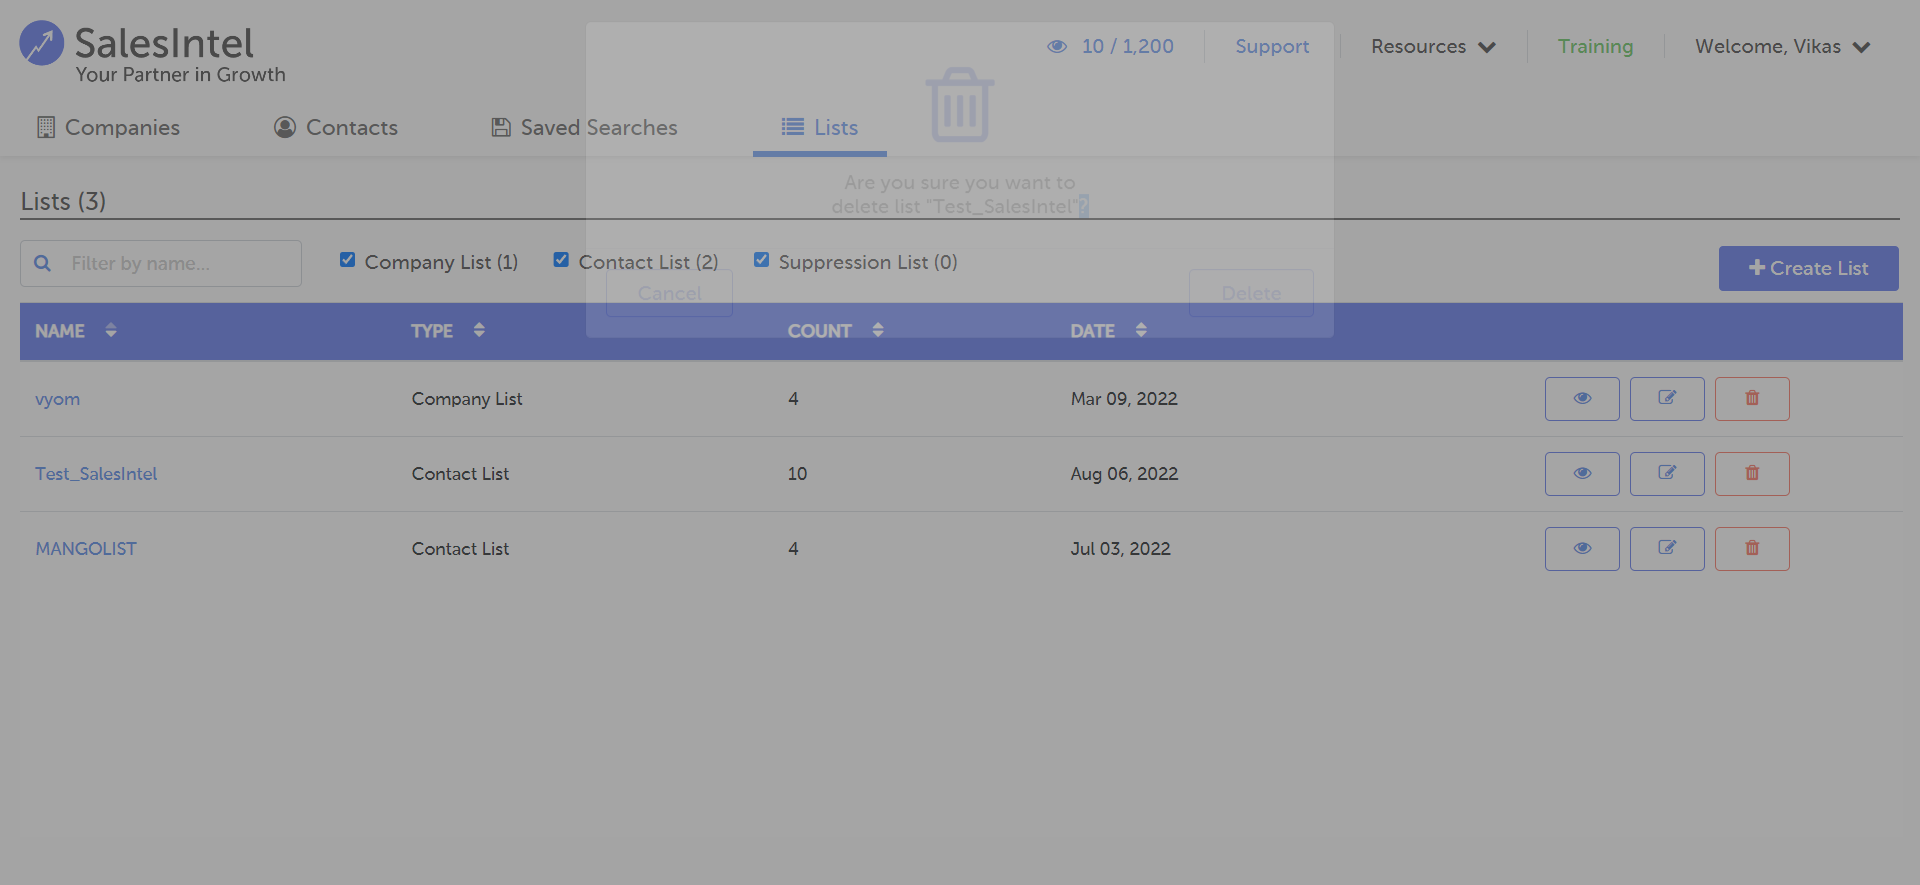 SalesIntel
Your Partner in Growth
10 / 1,200
Support
Resources
Training
Welcome, Vikas
Companies
Contacts
Saved Searches
Lists
Are you sure you want to
delete list "Test_SalesIntel"?
Lists (3)
Filter by name...
Company List (1)
Contact List (2)
Suppression List (0)
Create List
Cancel
Delete
NAME TYPE COUNT DATE
vyom Company List 4 Mar 09, 2022
Test_SalesIntel Contact List 10 Aug 06, 2022
MANGOLIST Contact List 4 Jul 03, 2022